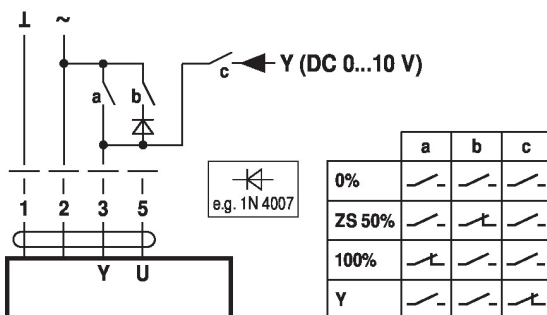 ⊥ ~
a b c Y (DC 0...10 V)
1 2 3 5
Y U
e.g. 1N 4007
a b c
0%
ZS 50%
100%
Y